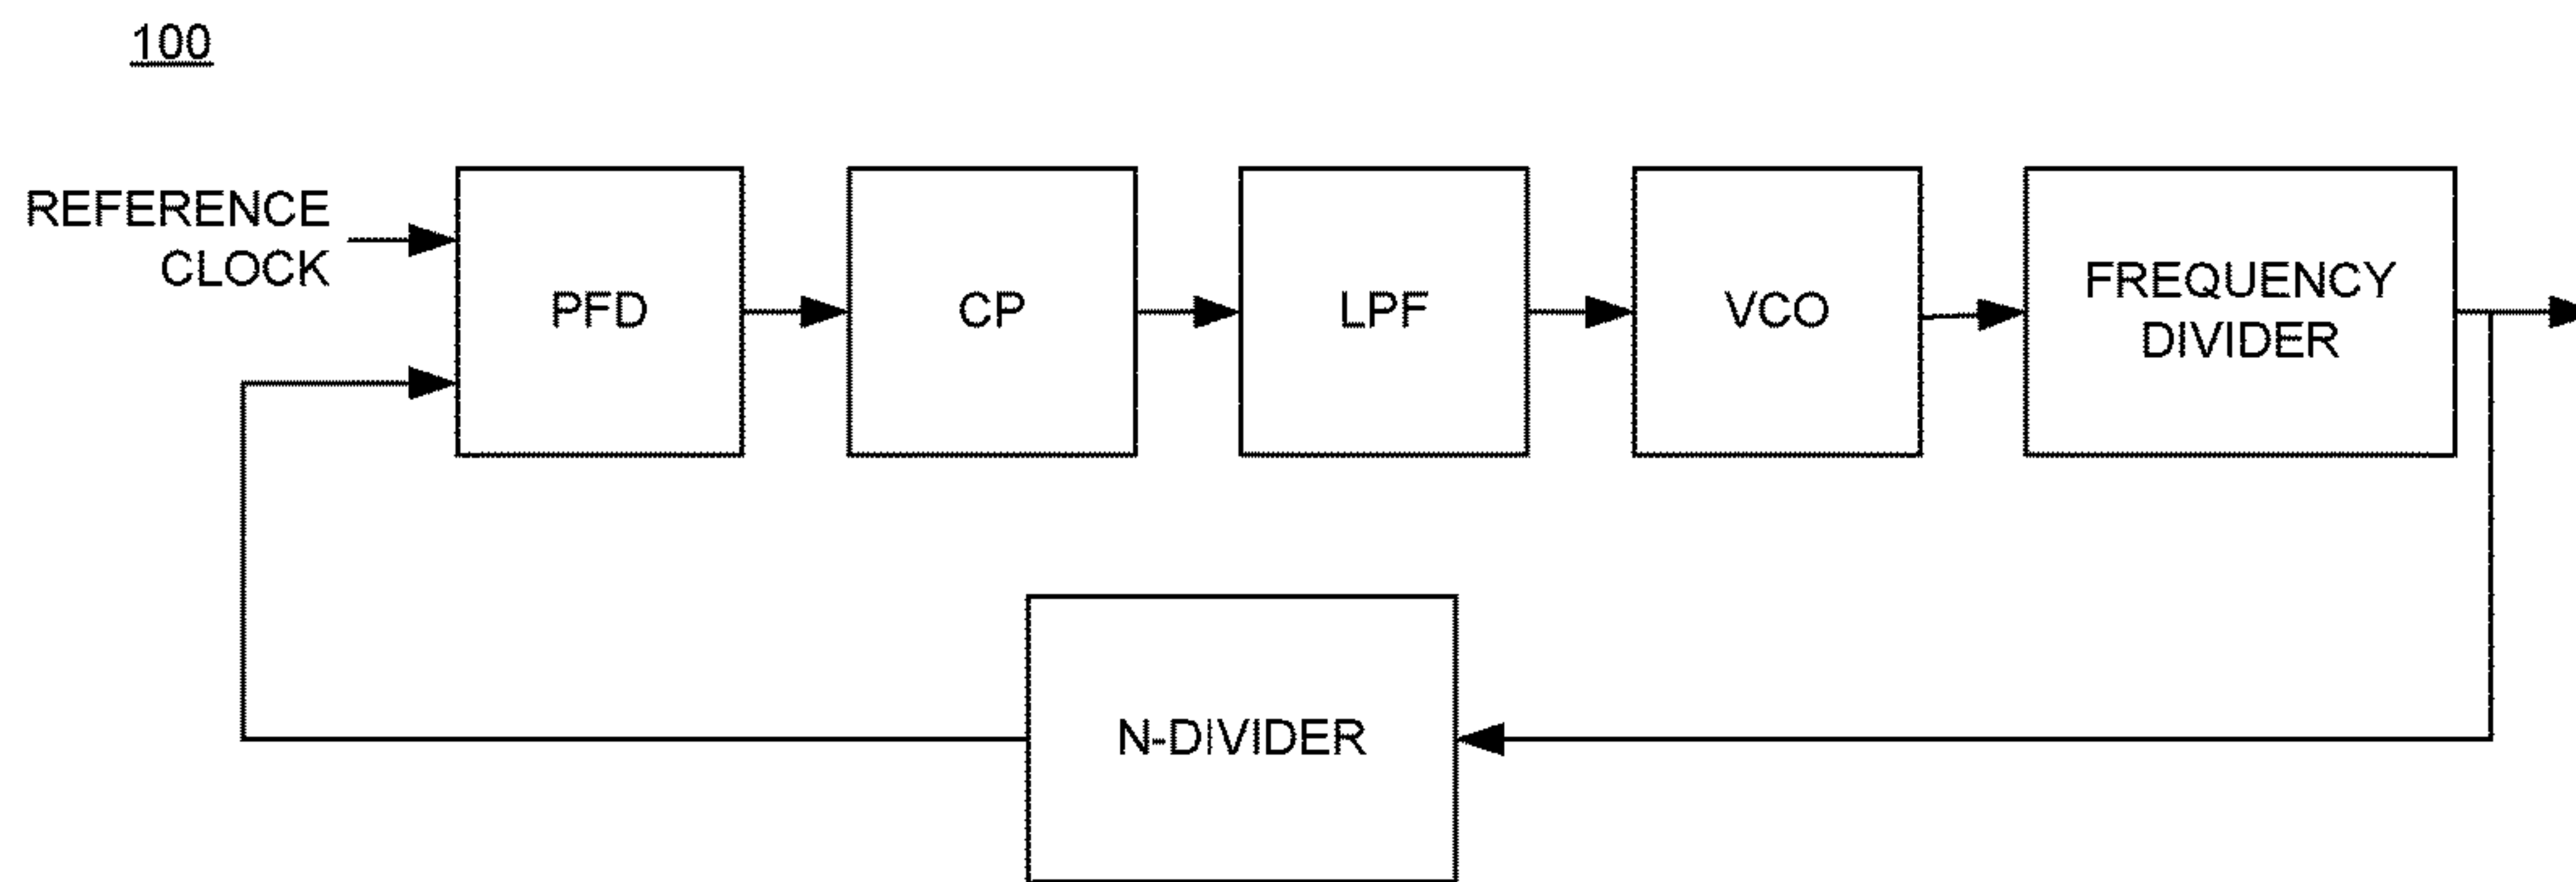 100
REFERENCE
CLOCK
PFD
CP
LPF
VCO
FREQUENCY
DIVIDER
N-DIVIDER